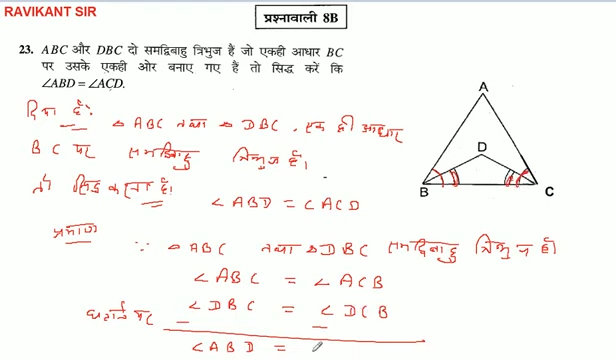 RAVIKANT SIR
प्रश्नावली 8B
23. ABC और DBC दो समद्विबाहु त्रिभुज हैं जो एकही आधार BC
पर उसके एकही ओर बनाए गए हैं तो सिद्ध करें कि
∠ABD = ∠ACD.
दिया है:-
△ ABC तथा △ DBC, एक ही आधार
BC पर समद्विबाहु त्रिभुज है।
तो सिद्ध करना है।
∠ABD = ∠ACD
प्रमाण
∵ △ABC तथा △DBC समद्विबाहु त्रिभुज है।
∠ABC = ∠ACB
घटाने पर ∠DBC = ∠DCB
− −
∠ABD =
A
D
B C